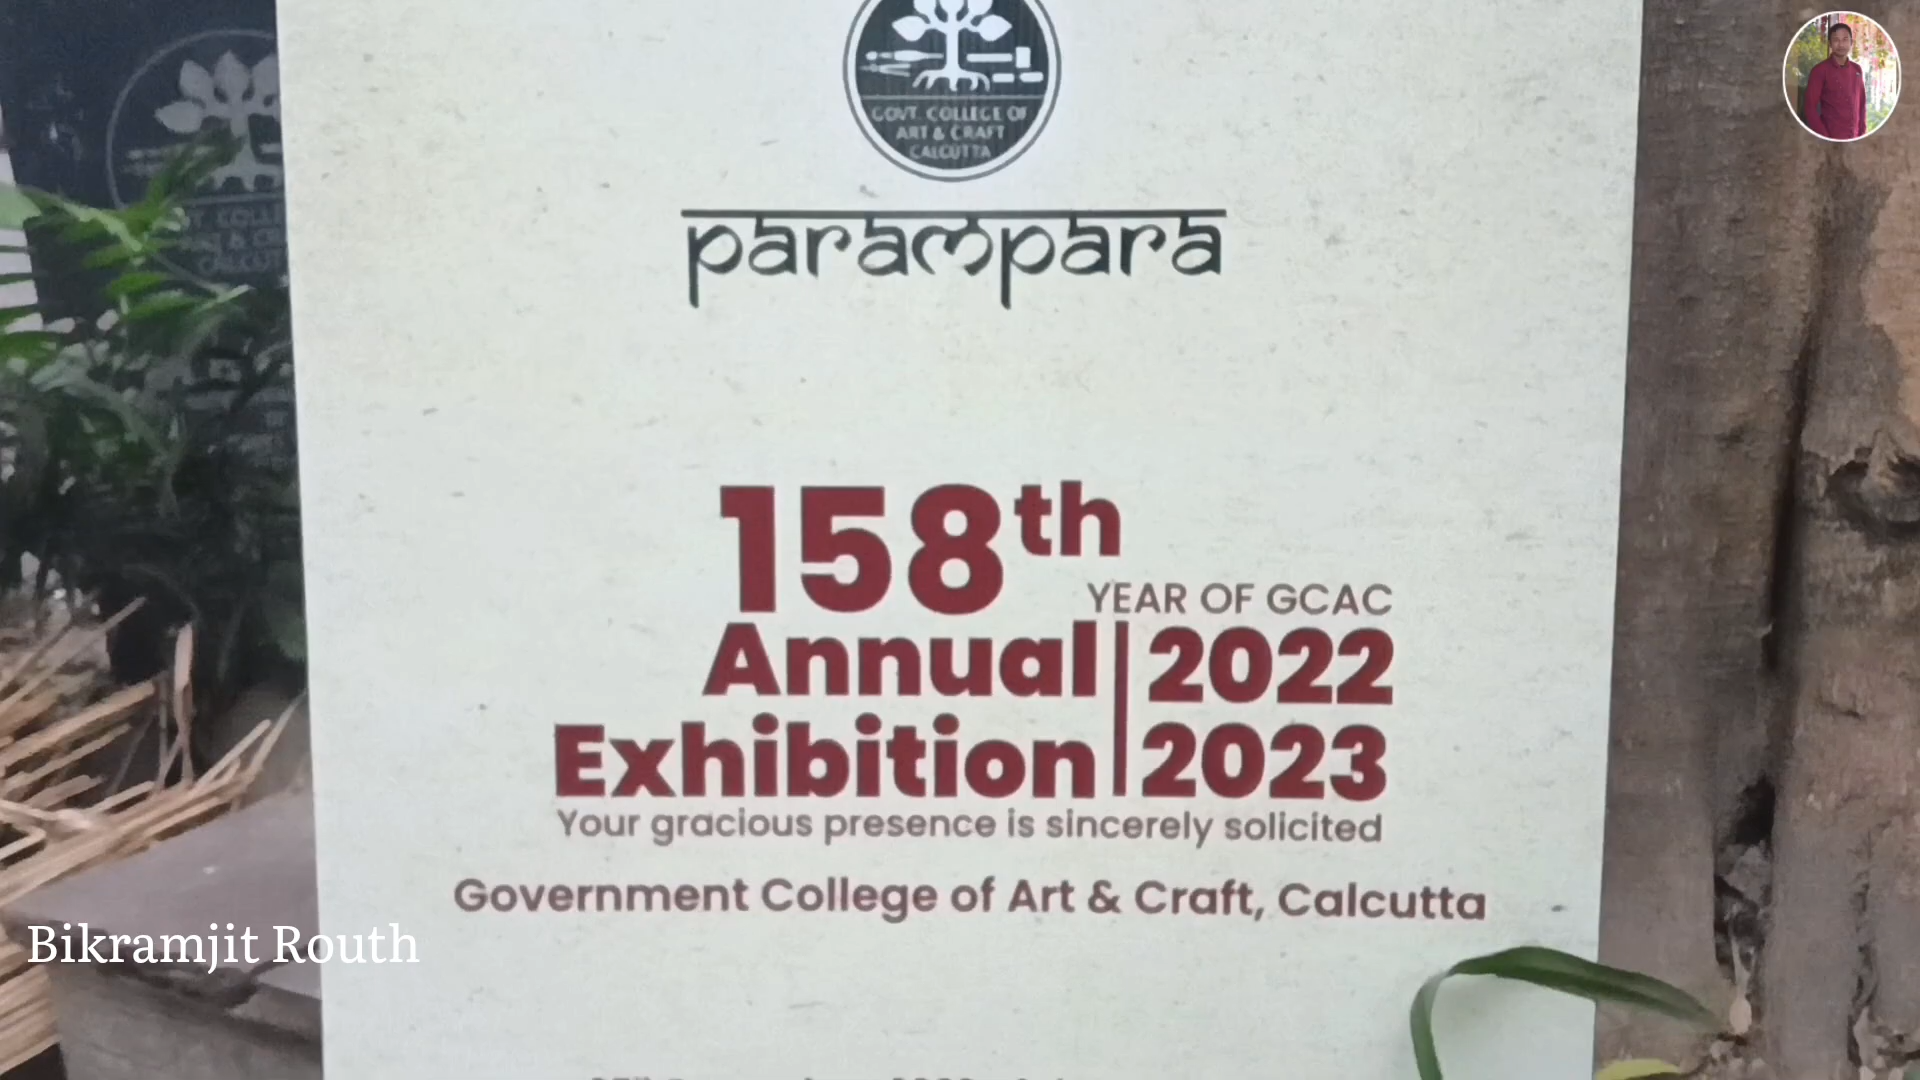 GOVT. COLLEGE OF
ART & CRAFT
CALCUTTA
parampara
158th
YEAR OF GCAC
Annual 2022
Exhibition 2023
Your gracious presence is sincerely solicited
Government College of Art & Craft, Calcutta
Bikramjit Routh